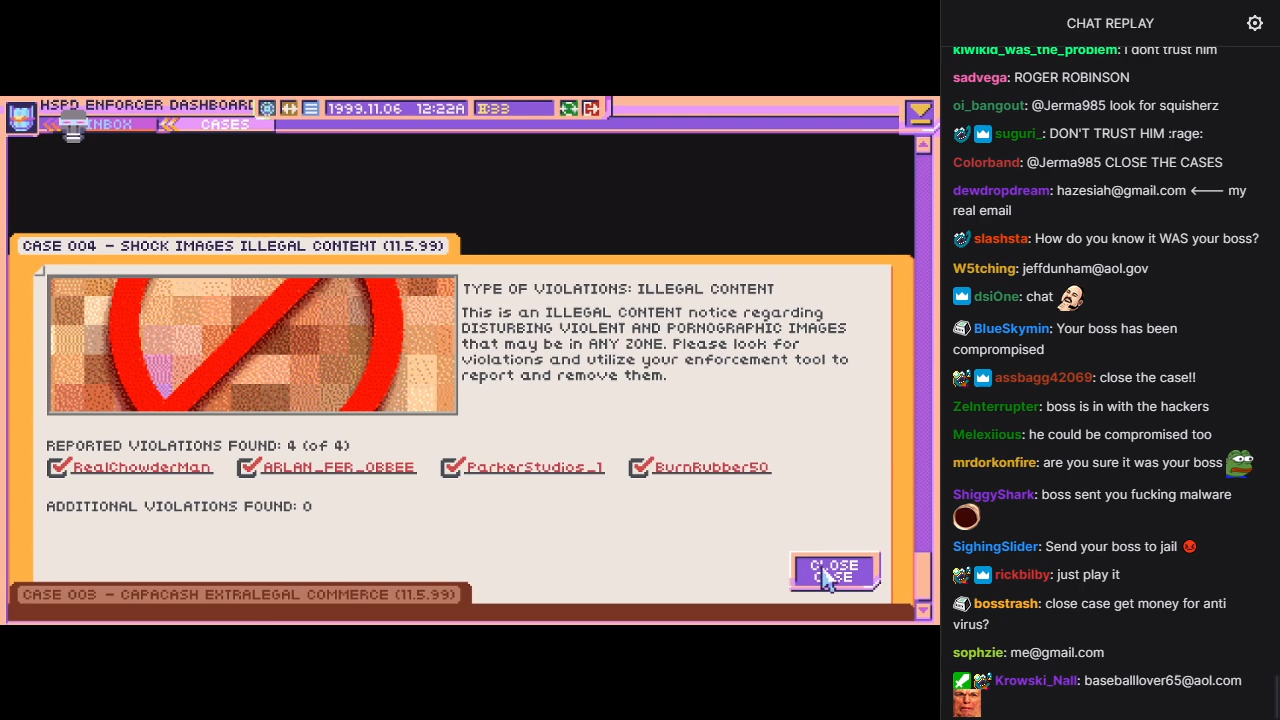 HSPD ENFORCER DASHBOARD
1999.11.06 12:22A
33
INBOX
CASES
CASE 004 - SHOCK IMAGES ILLEGAL CONTENT (11.5.99)
TYPE OF VIOLATIONS: ILLEGAL CONTENT
This is an ILLEGAL CONTENT notice regarding
DISTURBING VIOLENT AND PORNOGRAPHIC IMAGES
that may be in ANY ZONE. Please look for
violations and utilize your enforcement tool to
report and remove them.
REPORTED VIOLATIONS FOUND: 4 (of 4)
RealChowderMan
ARLAN_FER_OBBEE
ParkerStudios_1
BurnRubber50
ADDITIONAL VIOLATIONS FOUND: 0
CLOSE
CASE
CASE 003 - CAPACASH EXTRALEGAL COMMERCE (11.5.99)
CHAT REPLAY
kiwikid_was_the_problem: I dont trust him
sadvega: ROGER ROBINSON
oi_bangout: @Jerma985 look for squisherz
suguri_: DON'T TRUST HIM :rage:
Colorband: @Jerma985 CLOSE THE CASES
dewdropdream: hazesiah@gmail.com <--- my
real email
slashsta: How do you know it WAS your boss?
W5tching: jeffdunham@aol.gov
dsiOne: chat
BlueSkymin: Your boss has been
comprompised
assbagg42069: close the case!!
ZeInterrupter: boss is in with the hackers
Melexiious: he could be compromised too
mrdorkonfire: are you sure it was your boss
ShiggyShark: boss sent you fucking malware
SighingSlider: Send your boss to jail
rickbilby: just play it
bosstrash: close case get money for anti
virus?
sophzie: me@gmail.com
Krowski_Nall: baseballlover65@aol.com